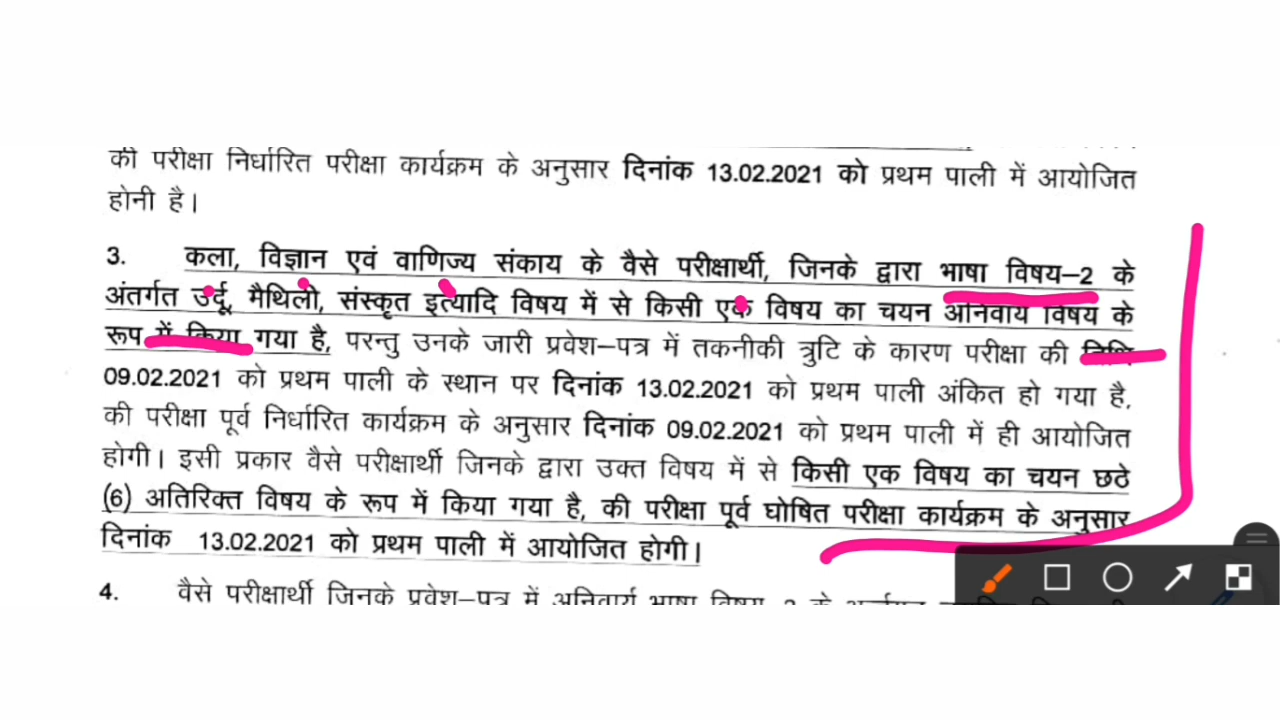 की परीक्षा निर्धारित परीक्षा कार्यक्रम के अनुसार दिनांक 13.02.2021 को प्रथम पाली में आयोजित
होनी है।
3. कला, विज्ञान एवं वाणिज्य संकाय के वैसे परीक्षार्थी, जिनके द्वारा भाषा विषय–2 के
अंतर्गत उर्दू, मैथिली, संस्कृत इत्यादि विषय में से किसी एक विषय का चयन अनिवार्य विषय के
रूप में किया गया है, परन्तु उनके जारी प्रवेश–पत्र में तकनीकी त्रुटि के कारण परीक्षा की तिथि
09.02.2021 को प्रथम पाली के स्थान पर दिनांक 13.02.2021 को प्रथम पाली अंकित हो गया है,
की परीक्षा पूर्व निर्धारित कार्यक्रम के अनुसार दिनांक 09.02.2021 को प्रथम पाली में ही आयोजित
होगी। इसी प्रकार वैसे परीक्षार्थी जिनके द्वारा उक्त विषय में से किसी एक विषय का चयन छठे
(6) अतिरिक्त विषय के रूप में किया गया है, की परीक्षा पूर्व घोषित परीक्षा कार्यक्रम के अनुसार
दिनांक 13.02.2021 को प्रथम पाली में आयोजित होगी।
4. वैसे परीक्षार्थी जिनके प्रवेश–पत्र में अनिवार्य भाषा विषय